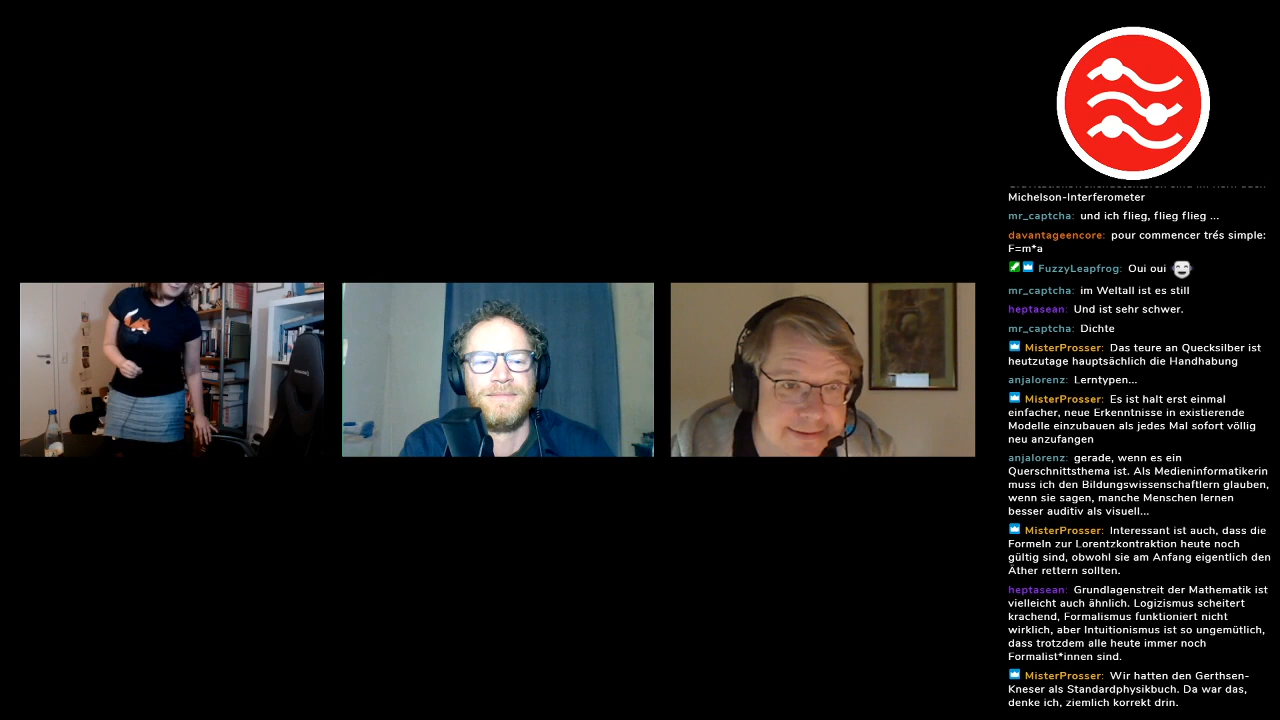 Michelson-Interferometer
mr_captcha: und ich flieg, flieg flieg ...
davantageencore: pour commencer trés simple:
F=m*a
FuzzyLeapfrog: Oui oui
mr_captcha: im Weltall ist es still
heptasean: Und ist sehr schwer.
mr_captcha: Dichte
MisterProsser: Das teure an Quecksilber ist
heutzutage hauptsächlich die Handhabung
anjalorenz: Lerntypen...
MisterProsser: Es ist halt erst einmal
einfacher, neue Erkenntnisse in existierende
Modelle einzubauen als jedes Mal sofort völlig
neu anzufangen
anjalorenz: gerade, wenn es ein
Querschnittsthema ist. Als Medieninformatikerin
muss ich den Bildungswissenschaftlern glauben,
wenn sie sagen, manche Menschen lernen
besser auditiv als visuell...
MisterProsser: Interessant ist auch, dass die
Formeln zur Lorentzkontraktion heute noch
gültig sind, obwohl sie am Anfang eigentlich den
Äther rettern sollten.
heptasean: Grundlagenstreit der Mathematik ist
vielleicht auch ähnlich. Logizismus scheitert
krachend, Formalismus funktioniert nicht
wirklich, aber Intuitionismus ist so ungemütlich,
dass trotzdem alle heute immer noch
Formalist*innen sind.
MisterProsser: Wir hatten den Gerthsen-
Kneser als Standardphysikbuch. Da war das,
denke ich, ziemlich korrekt drin.